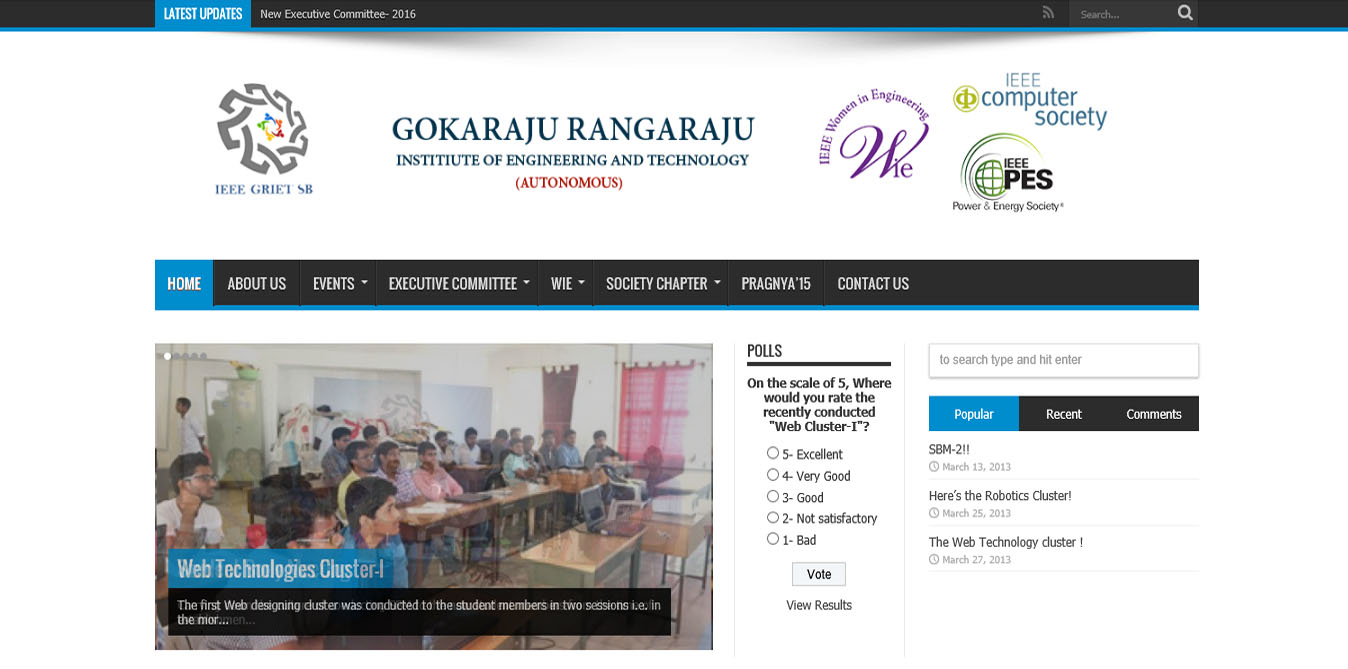 LATEST UPDATES
New Executive Committee- 2016
Search...
IEEE GRIET SB
GOKARAJU RANGARAJU
INSTITIUTE OF ENGINEERING AND TECHNOLOGY
(AUTONOMOUS)
IEEE Women in Engineering
Wie
IEEE
computer
society
IEEE
PES
Power & Energy Society®
HOME
ABOUT US
EVENTS
EXECUTIVE COMMITTEE
WIE
SOCIETY CHAPTER
PRAGNYA'15
CONTACT US
Web Technologies Cluster-I
The first Web designing cluster was conducted to the student members in two sessions i.e. in
the mor...
POLLS
On the scale of 5, Where
would you rate the
recently conducted
"Web Cluster-I"?
5- Excellent
4- Very Good
3- Good
2- Not satisfactory
1- Bad
Vote
View Results
to search type and hit enter
Popular
Recent
Comments
SBM-2!!
March 13, 2013
Here's the Robotics Cluster!
March 25, 2013
The Web Technology cluster !
March 27, 2013